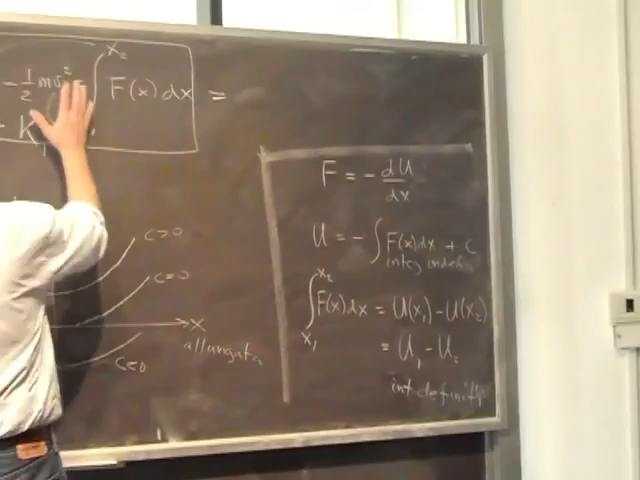 - ½mv² = ∫ F(x)dx =
x₂
+ K₁
F = - dU/dx
U = - ∫ F(x)dx + C
integ indef
∫ F(x)dx = U(x₁) - U(x₂)
x₂
x₁
= U₁ - U₂
int definit
c>0
c=0
x
allungata
c<0